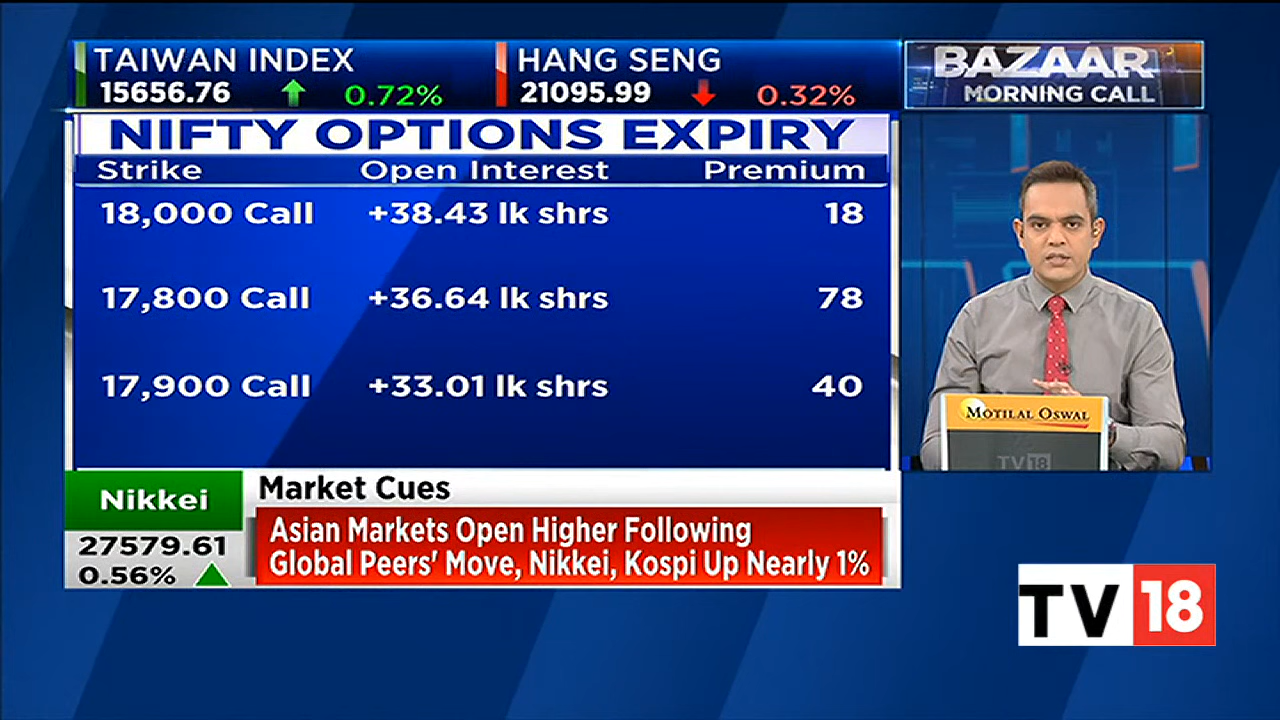 TAIWAN INDEX
15656.76 0.72%
HANG SENG
21095.99 0.32%
BAZAAR
MORNING CALL
NIFTY OPTIONS EXPIRY
Strike Open Interest Premium
18,000 Call +38.43 lk shrs 18
17,800 Call +36.64 lk shrs 78
17,900 Call +33.01 lk shrs 40
MOTILAL OSWAL
TV18
Nikkei
27579.61
0.56%
Market Cues
Asian Markets Open Higher Following
Global Peers' Move, Nikkei, Kospi Up Nearly 1%
TV18